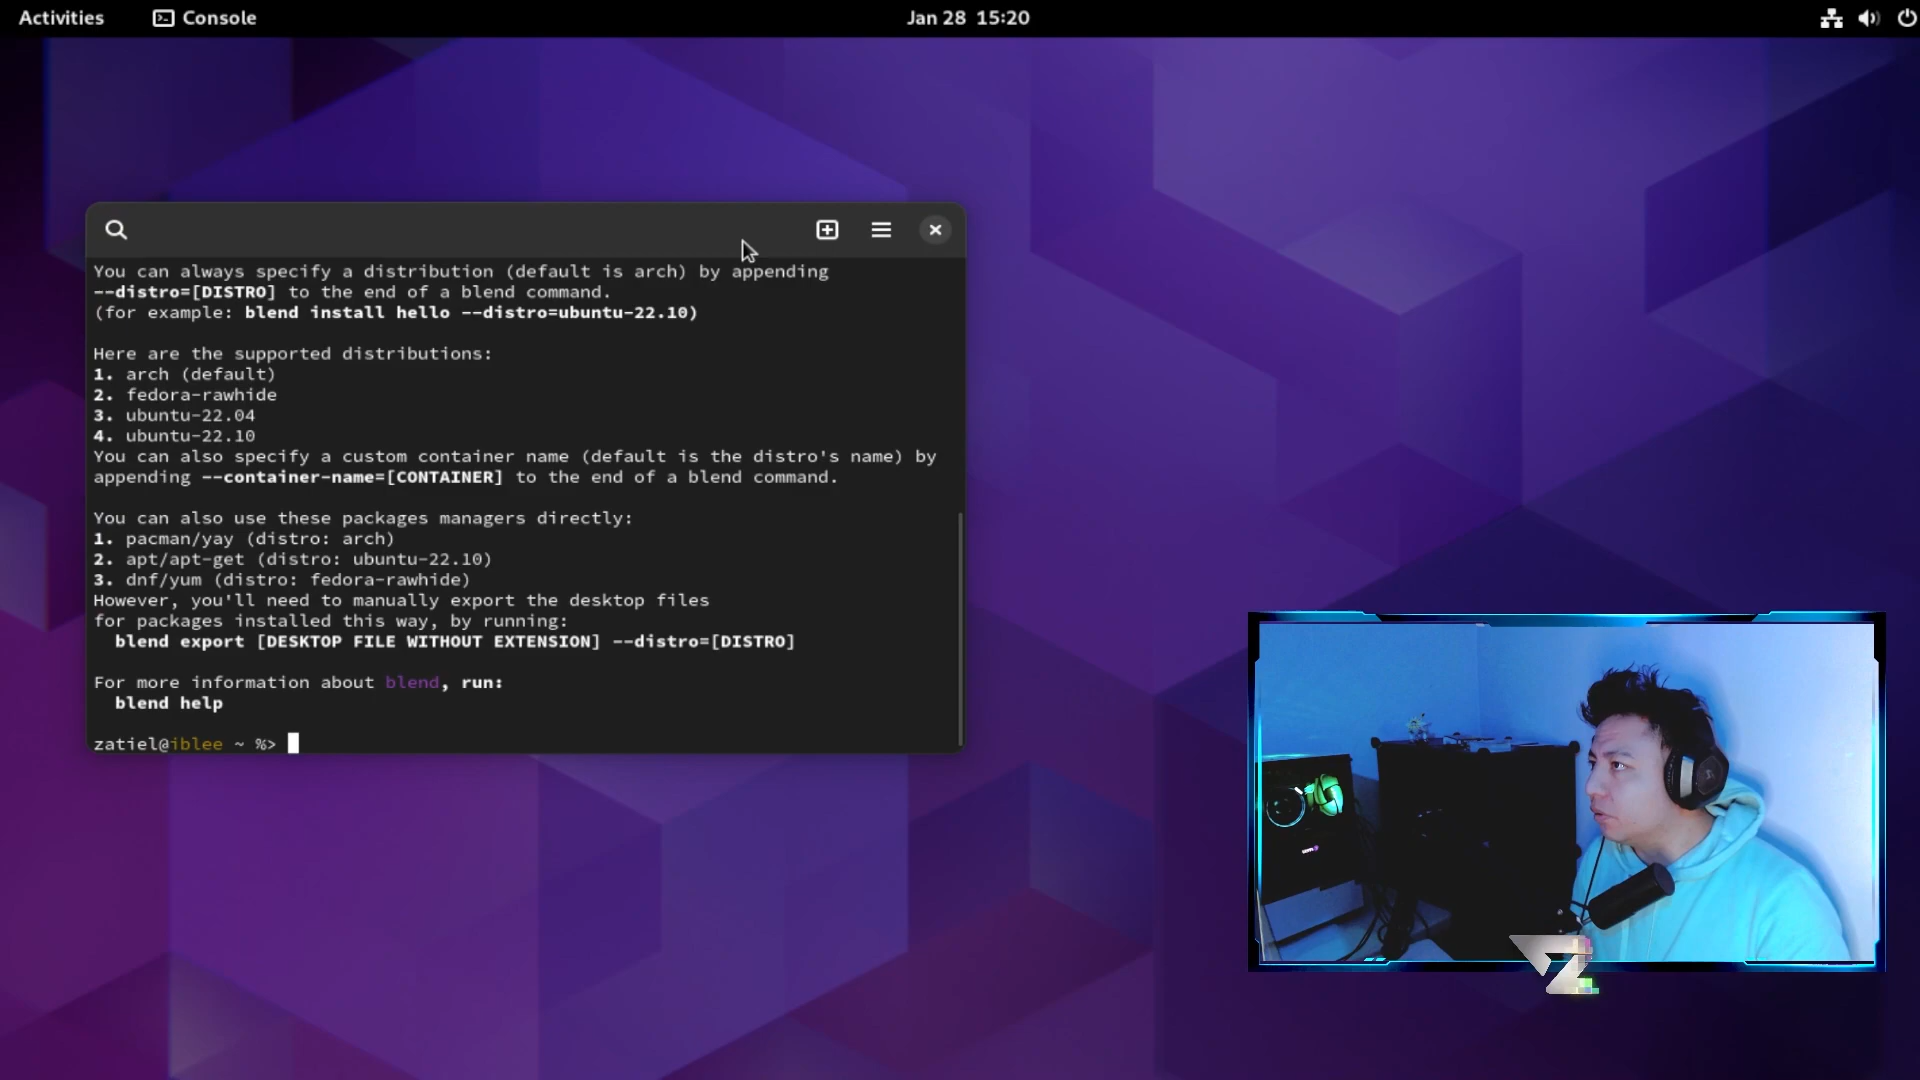 Activities
Console
Jan 28 15:20
You can always specify a distribution (default is arch) by appending
--distro=[DISTRO] to the end of a blend command.
(for example: blend install hello --distro=ubuntu-22.10)
Here are the supported distributions:
1. arch (default)
2. fedora-rawhide
3. ubuntu-22.04
4. ubuntu-22.10
You can also specify a custom container name (default is the distro's name) by
appending --container-name=[CONTAINER] to the end of a blend command.
You can also use these packages managers directly:
1. pacman/yay (distro: arch)
2. apt/apt-get (distro: ubuntu-22.10)
3. dnf/yum (distro: fedora-rawhide)
However, you'll need to manually export the desktop files
for packages installed this way, by running:
blend export [DESKTOP FILE WITHOUT EXTENSION] --distro=[DISTRO]
For more information about blend, run:
blend help
zatiel@iblee ~ %>
Z